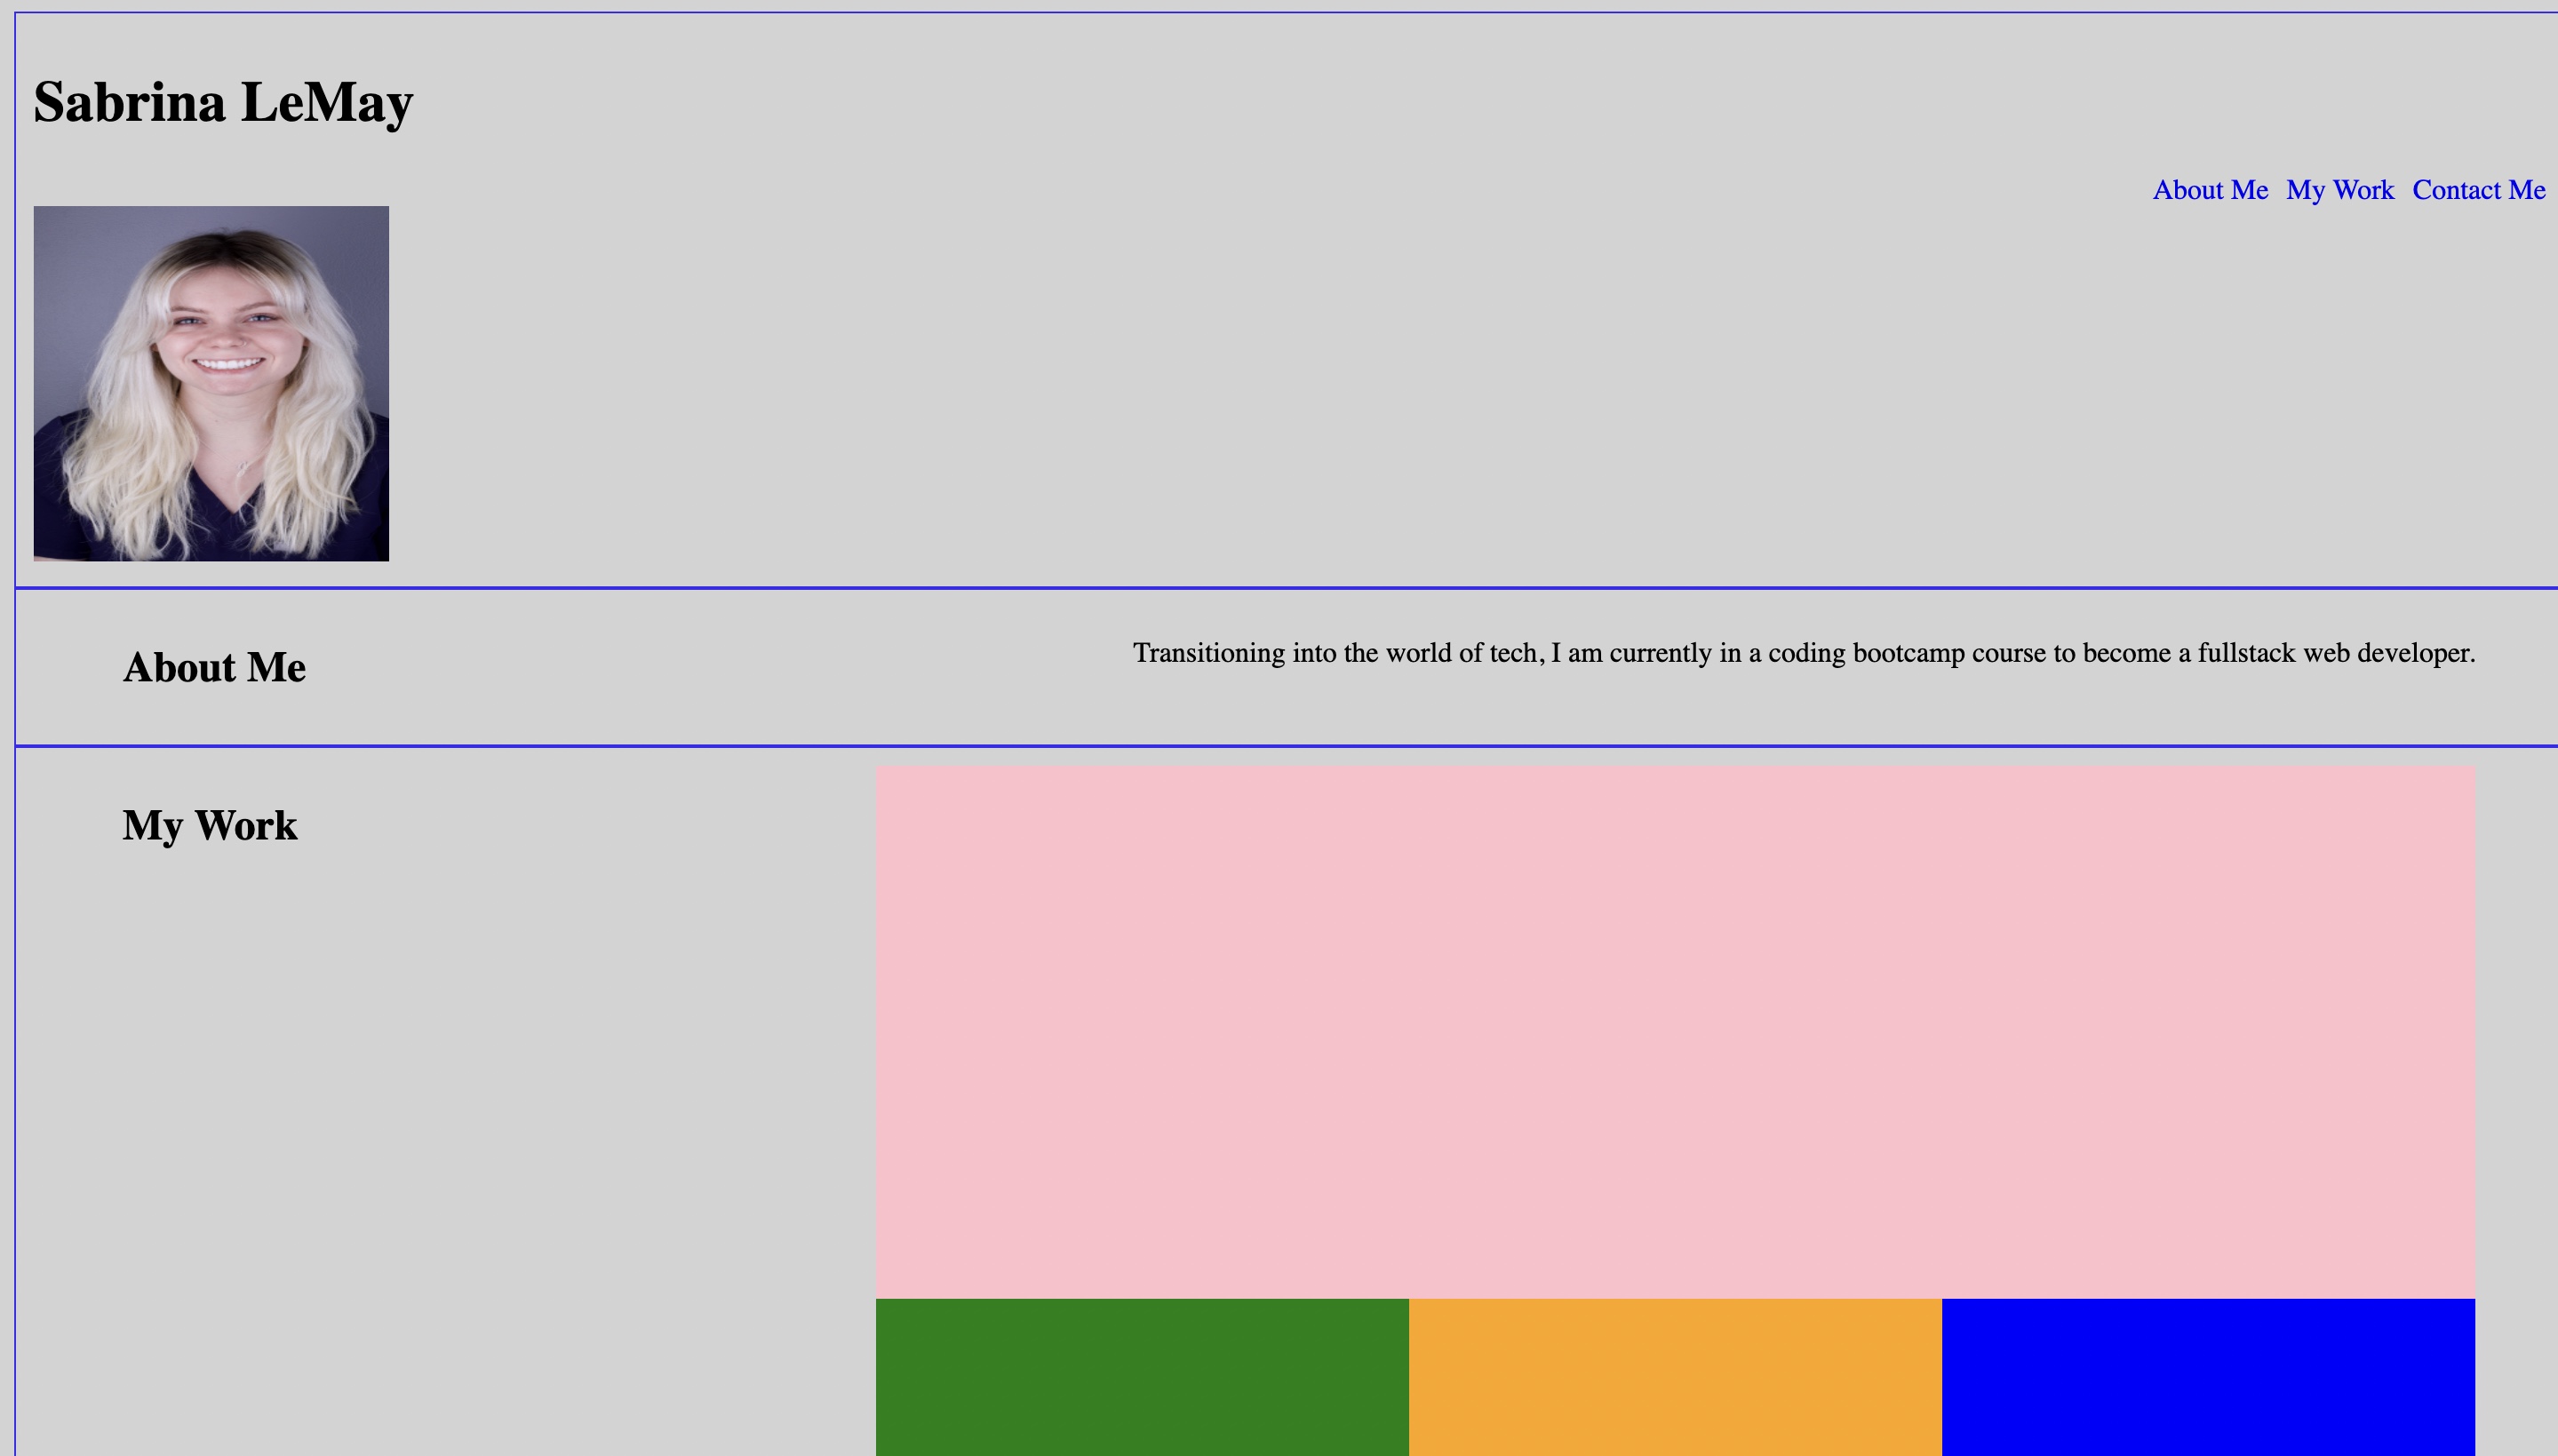 Sabrina LeMay
About Me My Work Contact Me
About Me
Transitioning into the world of tech, I am currently in a coding bootcamp course to become a fullstack web developer.
My Work